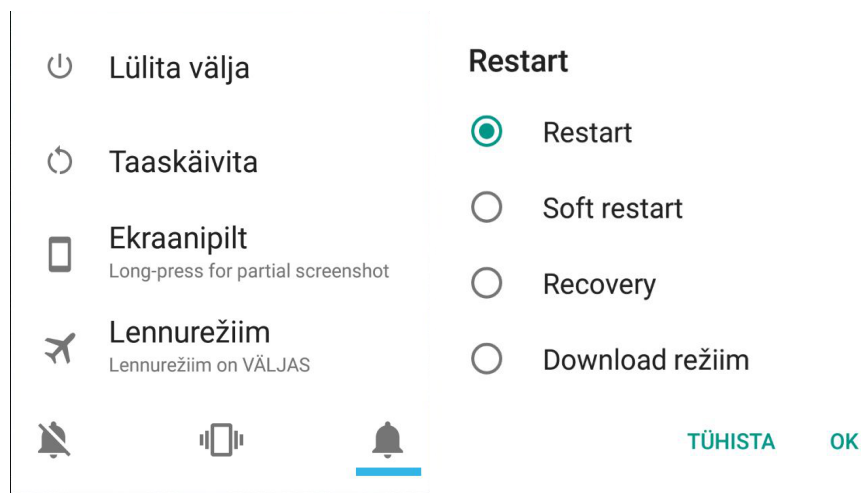 Lülita välja
Taaskäivita
Ekraanipilt
Long-press for partial screenshot
Lennurežiim
Lennurežiim on VÄLJAS
Restart
Restart
Soft restart
Recovery
Download režiim
TÜHISTA OK